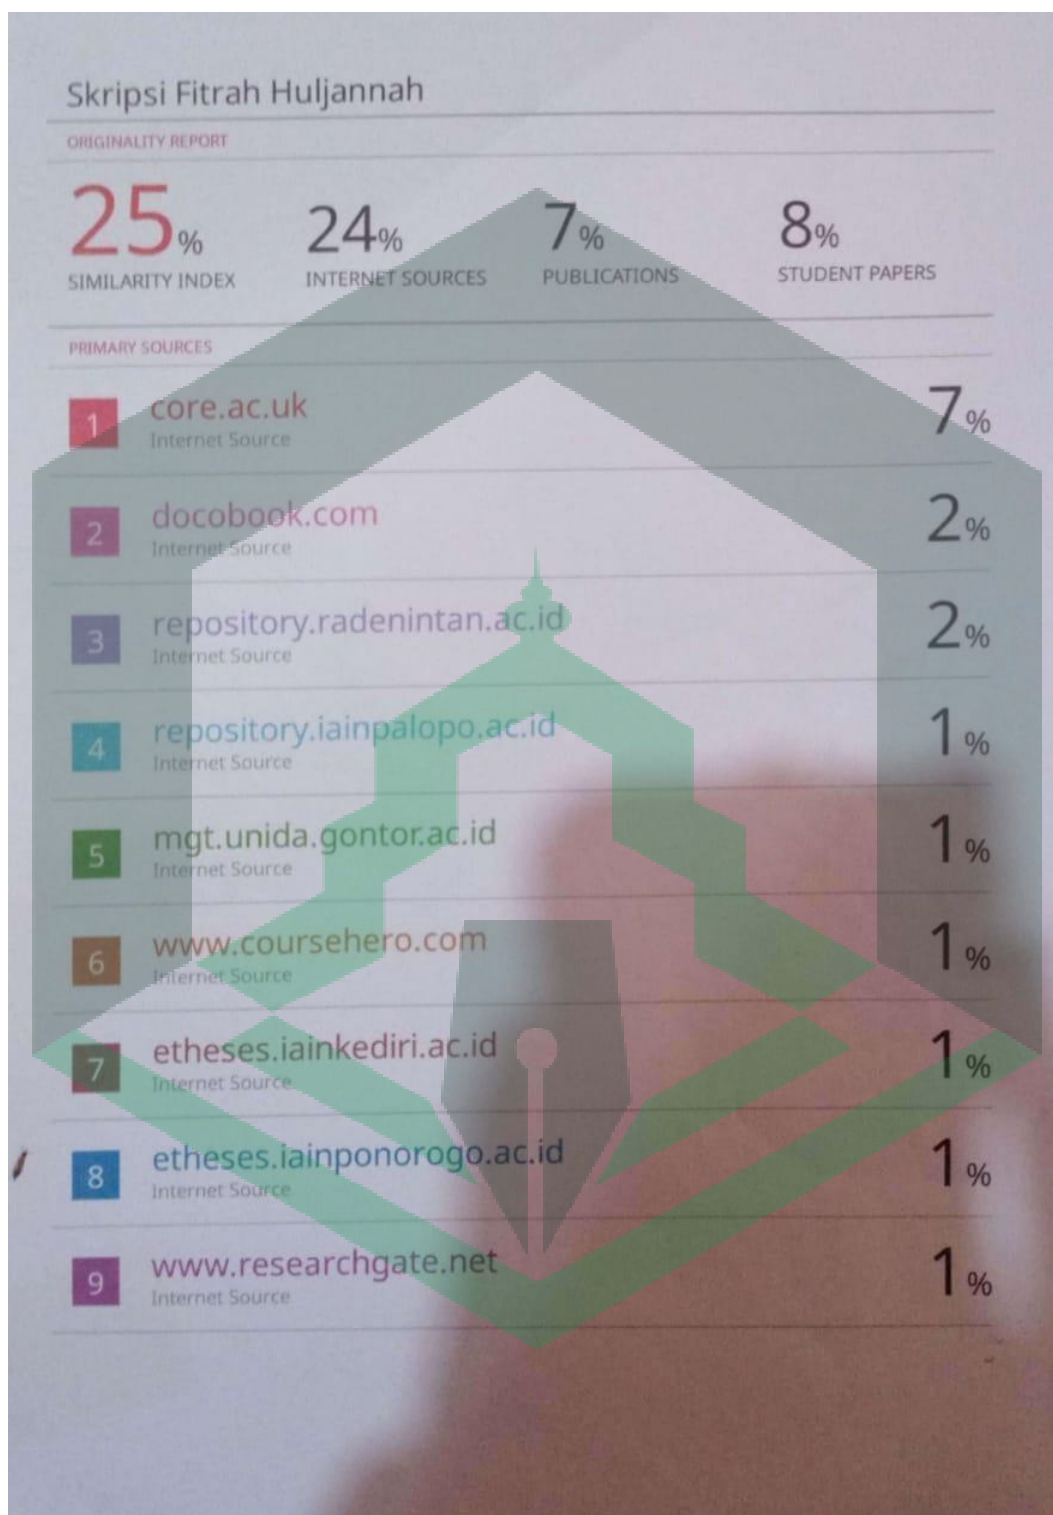 Skripsi Fitrah Huljannah
ORIGINALITY REPORT
25% 24% 7% 8%
SIMILARITY INDEX INTERNET SOURCES PUBLICATIONS STUDENT PAPERS
PRIMARY SOURCES
1 core.ac.uk 7%
Internet Source
2 docobook.com 2%
Internet Source
3 repository.radenintan.ac.id 2%
Internet Source
4 repository.iainpalopo.ac.id 1%
Internet Source
5 mgt.unida.gontor.ac.id 1%
Internet Source
6 www.coursehero.com 1%
Internet Source
7 etheses.iainkediri.ac.id 1%
Internet Source
8 etheses.iainponorogo.ac.id 1%
Internet Source
9 www.researchgate.net 1%
Internet Source